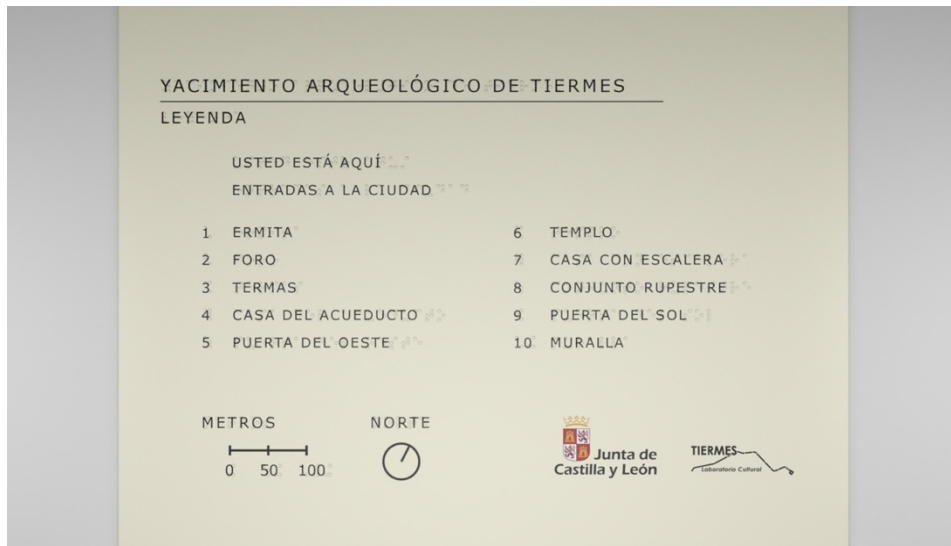 YACIMIENTO ARQUEOLÓGICO DE TIERMES
LEYENDA
USTED ESTÁ AQUÍ
ENTRADAS A LA CIUDAD
1 ERMITA
2 FORO
3 TERMAS
4 CASA DEL ACUEDUCTO
5 PUERTA DEL OESTE
6 TEMPLO
7 CASA CON ESCALERA
8 CONJUNTO RUPESTRE
9 PUERTA DEL SOL
10 MURALLA
METROS
0 50 100
NORTE
Junta de
Castilla y León
TIERMES
Laboratorio Cultural